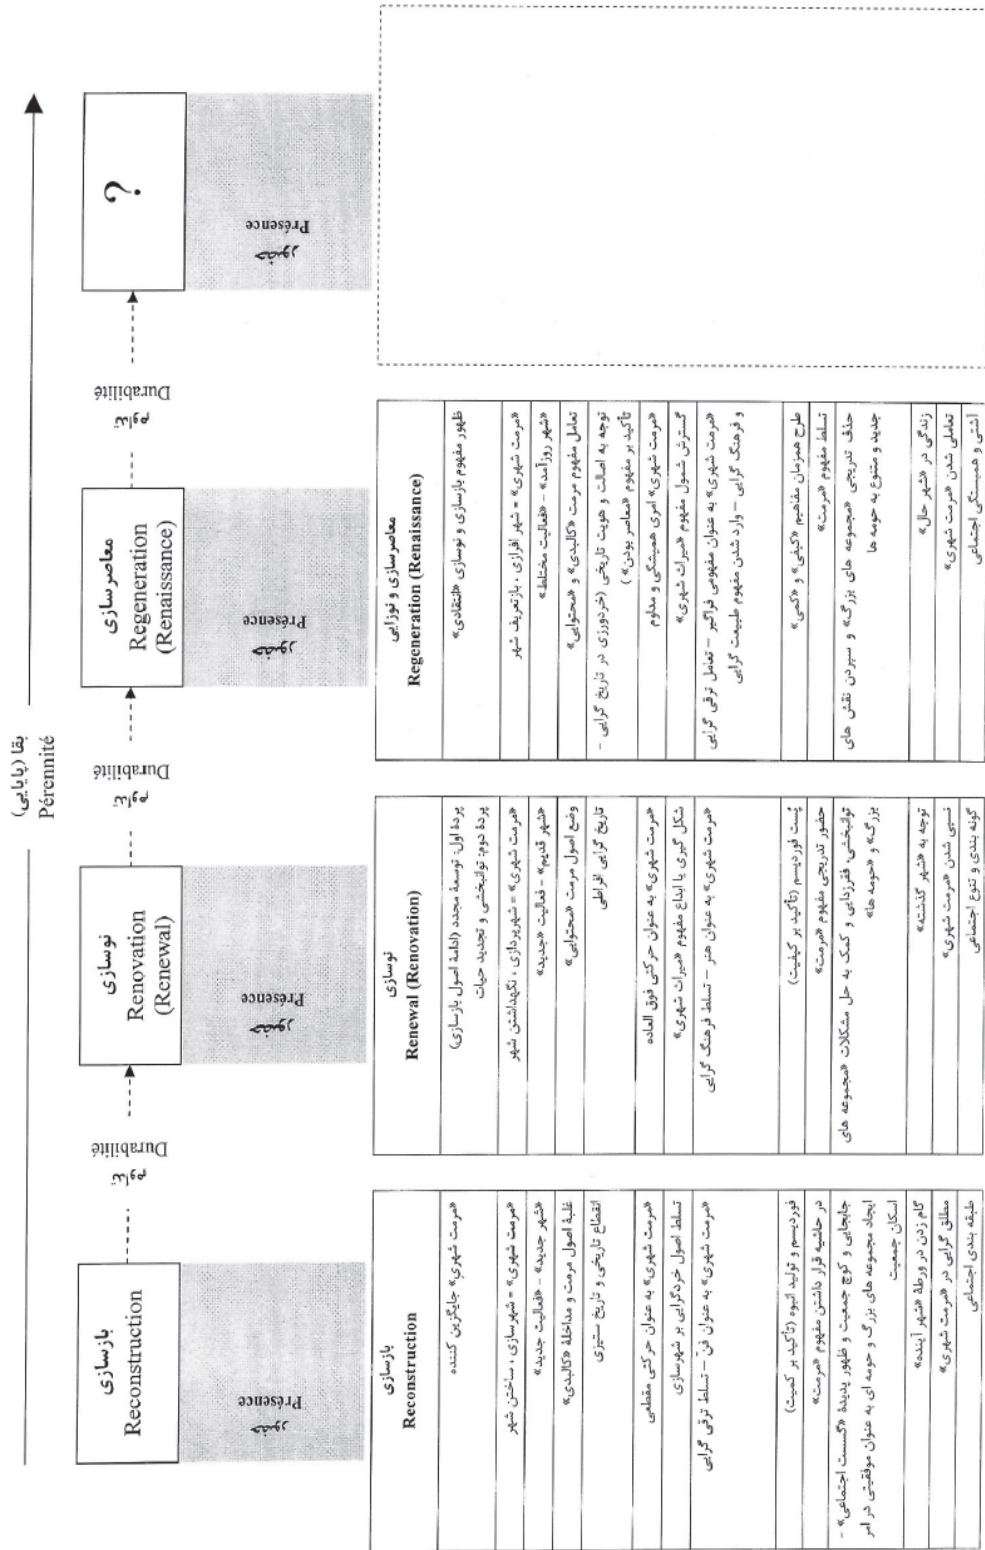 بقا (پایایی)
Pérennité
بازسازی
Reconstruction
حضور
Présence
تداوم
Durabilité
نوسازی
Renovation
(Renewal)
حضور
Présence
تداوم
Durabilité
معاصرسازی
Regeneration
(Renaissance)
حضور
Présence
تداوم
Durabilité
?
حضور
Présence
بازسازی
Reconstruction
«مرمت شهری» جایگزین کننده
«مرمت شهری» = شهرسازی ، ساختن شهر
«شهر جدید» - «فعالیت جدید»
غلبهٔ اصول مرمت و مداخلهٔ «کالبدی»
انقطاع تاریخی و تاریخ ستیزی
«مرمت شهری» به عنوان حرکتی مقطعی
تسلط اصول خردگرایی بر شهرسازی
«مرمت شهری» به عنوان فنّ - تسلط ترقی گرایی
فوردیسم و تولید انبوه (تأکید بر کمیت)
در حاشیه قرار داشتن مفهوم «مرمت»
جابجایی و کوچ جمعیت و ظهور پدیدهٔ «گسست اجتماعی» -
ایجاد مجموعه های بزرگ و حومه ای به عنوان موفقیتی در امر
اسکان جمعیت
گام زدن در ورطهٔ «شهر آینده»
مطلق گرایی در «مرمت شهری»
طبقه بندی اجتماعی
نوسازی
Renewal (Renovation)
پردهٔ اول: توسعهٔ مجدد (ادامهٔ اصول بازسازی)
پردهٔ دوم: توانبخشی و تجدید حیات
«مرمت شهری» = شهرپردازی ، نگهداشتن شهر
«شهر قدیم» - فعالیت «جدید»
وضع اصول مرمت «محتوایی»
تاریخ گرایی افراطی
«مرمت شهری» به عنوان حرکتی فوق العاده
شکل گیری یا ابداع مفهوم «میراث شهری»
«مرمت شهری» به عنوان هنر - تسلط فرهنگ گرایی
پُست فوردیسم (تأکید بر کیفیت)
حضور تدریجی مفهوم «مرمت»
توانبخشی، فقرزدایی و کمک به حل مشکلات «مجموعه های
بزرگ» و «حومه ها»
توجه به «شهر گذشته»
نسبی شدن «مرمت شهری»
گونه بندی و تنوع اجتماعی
معاصرسازی و نوزایی
Regeneration (Renaissance)
ظهور مفهوم بازسازی و نوسازی «انتقادی»
«مرمت شهری» = شهر افرازی ، بازتعریف شهر
«شهر روزآمد» - «فعالیت مختلط»
تعامل مفهوم مرمت «کالبدی» و «محتوایی»
توجه به اصالت و هویت تاریخی (خردورزی در تاریخ گرایی -
تأکید بر مفهوم «معاصر بودن»)
«مرمت شهری» امری همیشگی و مداوم
گسترش شمول مفهوم «میراث شهری»
«مرمت شهری» به عنوان مفهومی فراگیر - تعامل ترقی گرایی
و فرهنگ گرایی - وارد شدن مفهوم طبیعت گرایی
طرح همزمان مفاهیم «کیفی» و «کمی»
تسلط مفهوم «مرمت»
حذف تدریجی «مجموعه های بزرگ» و سپردن نقش های
جدید و متنوع به حومه ها
زندگی در «شهر حال»
تعاملی شدن «مرمت شهری»
آشتی و همبستگی اجتماعی